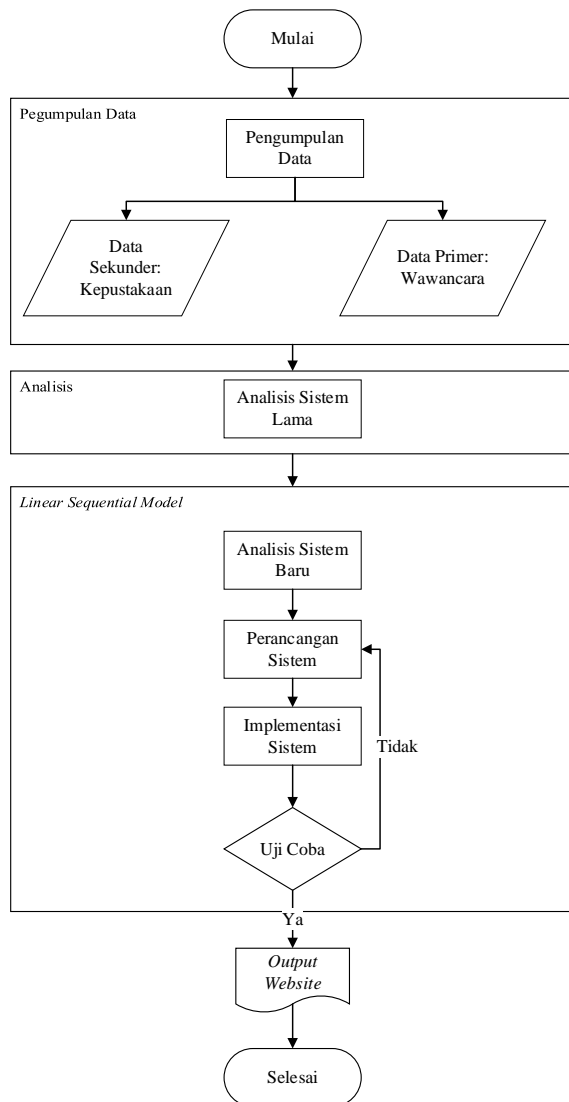 Mulai
Pegumpulan Data
Pengumpulan
Data
Data
Sekunder:
Kepustakaan
Data Primer:
Wawancara
Analisis
Analisis Sistem
Lama
Linear Sequential Model
Analisis Sistem
Baru
Perancangan
Sistem
Implementasi
Sistem
Tidak
Uji Coba
Ya
Output
Website
Selesai